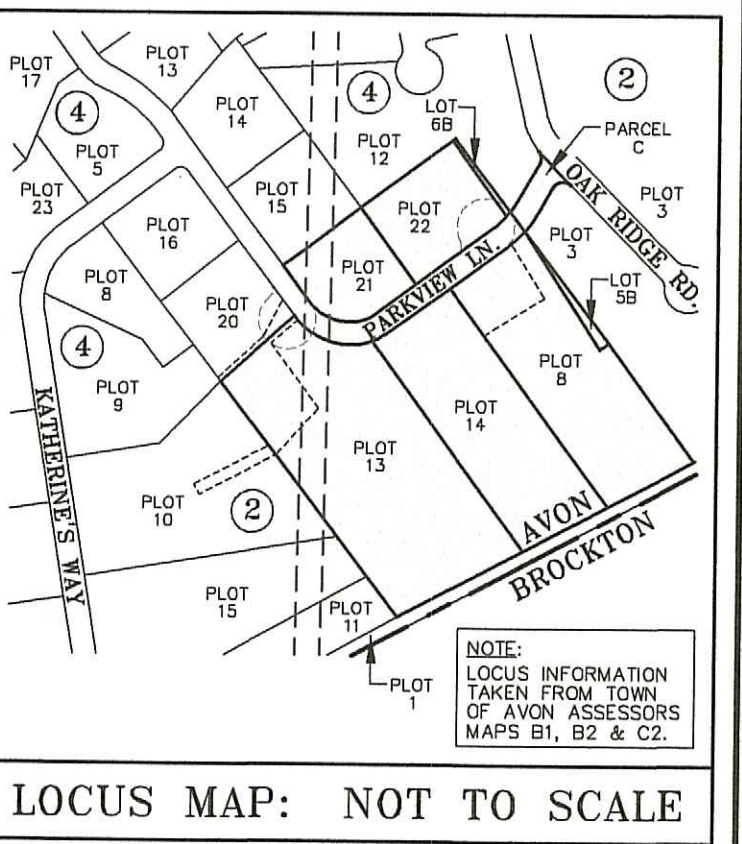 PLOT
17
PLOT
13
4
PLOT
14
4
2
LOT
6B
PARCEL
C
PLOT
5
PLOT
12
PLOT
23
PLOT
15
OAK RIDGE RD.
PLOT
3
PLOT
16
PLOT
22
PLOT
3
PLOT
8
PLOT
21
PARKVIEW LN.
LOT
5B
PLOT
20
4
PLOT
9
PLOT
8
PLOT
14
PLOT
13
KATHERINE'S WAY
PLOT
10
2
AVON
BROCKTON
PLOT
15
PLOT
11
PLOT
1
NOTE:
LOCUS INFORMATION
TAKEN FROM TOWN
OF AVON ASSESSORS
MAPS B1, B2 & C2.
LOCUS MAP: NOT TO SCALE